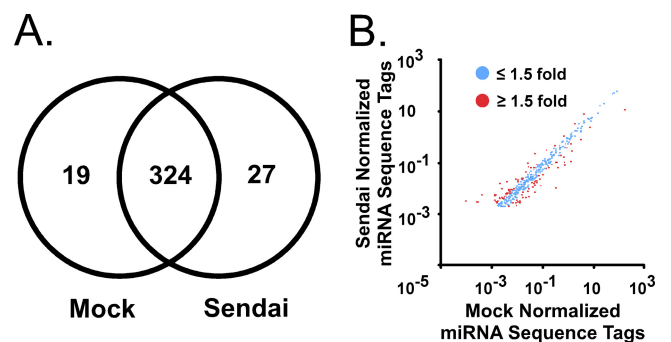 A.
19
324
27
Mock
Sendai
B.
Sendai Normalized
miRNA Sequence Tags
≤ 1.5 fold
≥ 1.5 fold
10³
10
10⁻¹
10⁻³
10⁻⁵
10⁻³
10⁻¹
10
10³
Mock Normalized
miRNA Sequence Tags